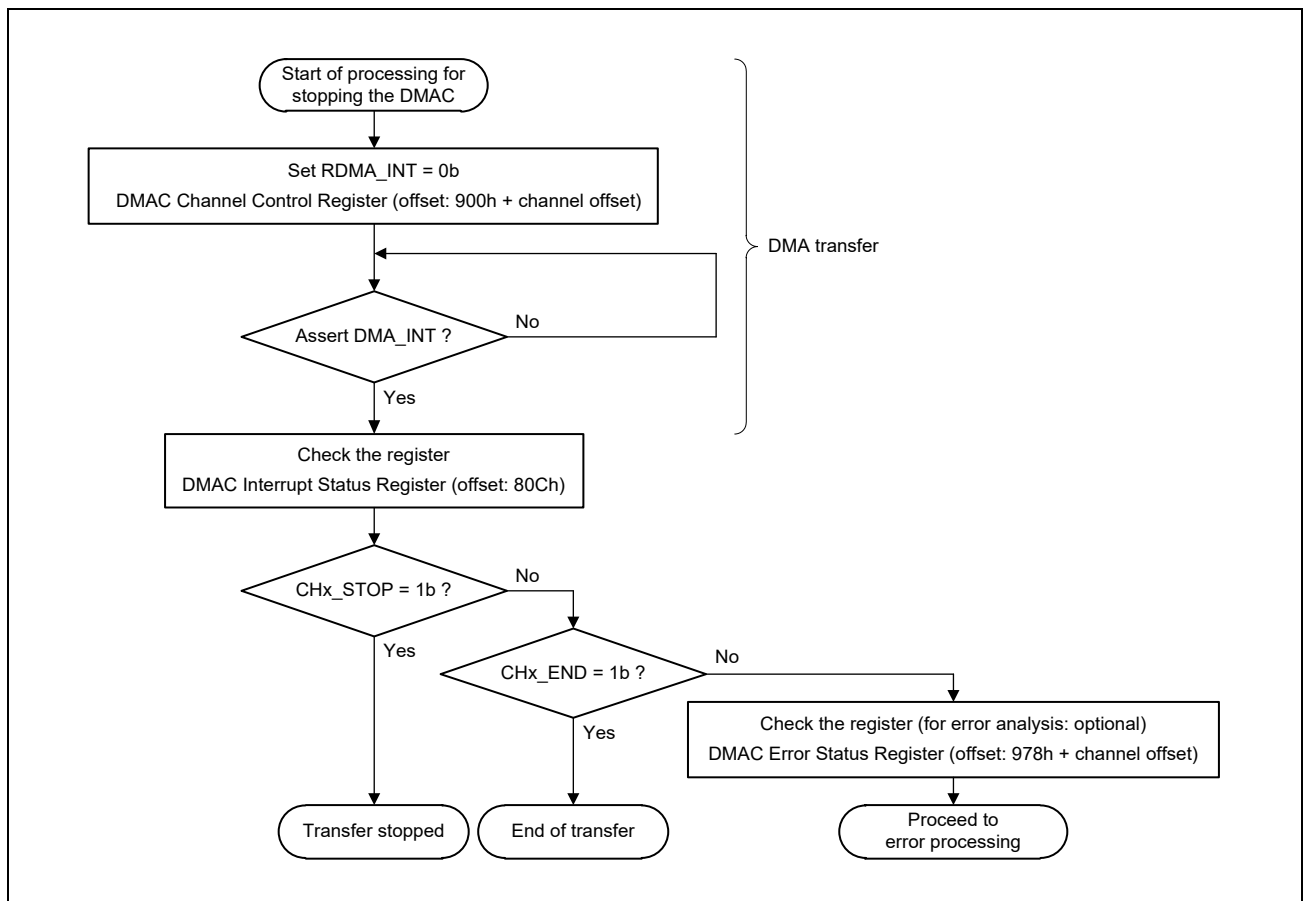 Start of processing for
stopping the DMAC
Set RDMA_INT = 0b
DMAC Channel Control Register (offset: 900h + channel offset)
DMA transfer
Assert DMA_INT ?
No
Yes
Check the register
DMAC Interrupt Status Register (offset: 80Ch)
CHx_STOP = 1b ?
No
Yes
CHx_END = 1b ?
No
Yes
Check the register (for error analysis: optional)
DMAC Error Status Register (offset: 978h + channel offset)
Transfer stopped
End of transfer
Proceed to
error processing